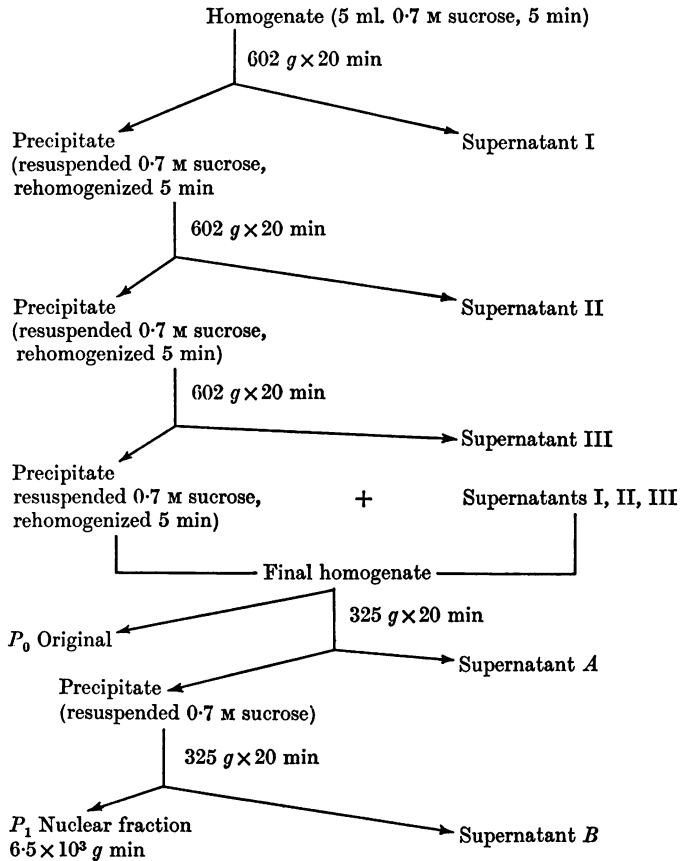 Homogenate (5 ml. 0·7 M sucrose, 5 min)
602 g × 20 min
Precipitate
(resuspended 0·7 M sucrose,
rehomogenized 5 min
Supernatant I
602 g × 20 min
Precipitate
(resuspended 0·7 M sucrose,
rehomogenized 5 min)
Supernatant II
602 g × 20 min
Supernatant III
Precipitate
resuspended 0·7 M sucrose,
rehomogenized 5 min)
+
Supernatants I, II, III
Final homogenate
325 g × 20 min
P₀ Original
Supernatant A
Precipitate
(resuspended 0·7 M sucrose)
325 g × 20 min
P₁ Nuclear fraction
6·5 × 10³ g min
Supernatant B